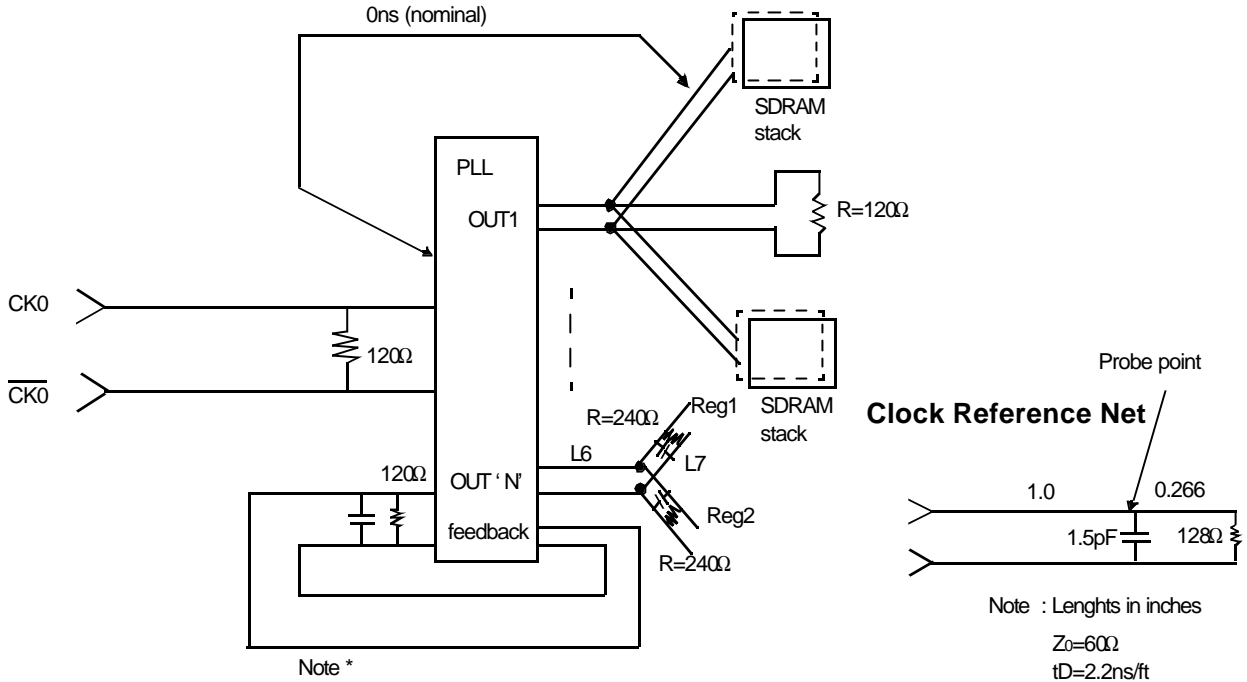 0ns (nominal)
SDRAM
stack
PLL
OUT1
R=120Ω
CK0
120Ω
CK0
Probe point
Reg1
SDRAM
stack
Clock Reference Net
R=240Ω
L6
L7
120Ω
OUT ‘ N’
Reg2
feedback
R=240Ω
1.0
0.266
1.5pF
128Ω
Note : Lenghts in inches
Z0=60Ω
tD=2.2ns/ft
Note *